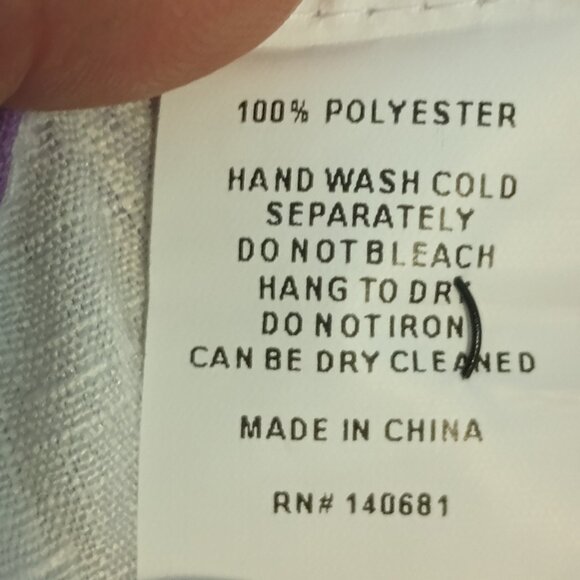 100% POLYESTER
HAND WASH COLD
SEPARATELY
DO NOT BLEACH
HANG TO DRY
DO NOT IRON
CAN BE DRY CLEANED
MADE IN CHINA
RN# 140681